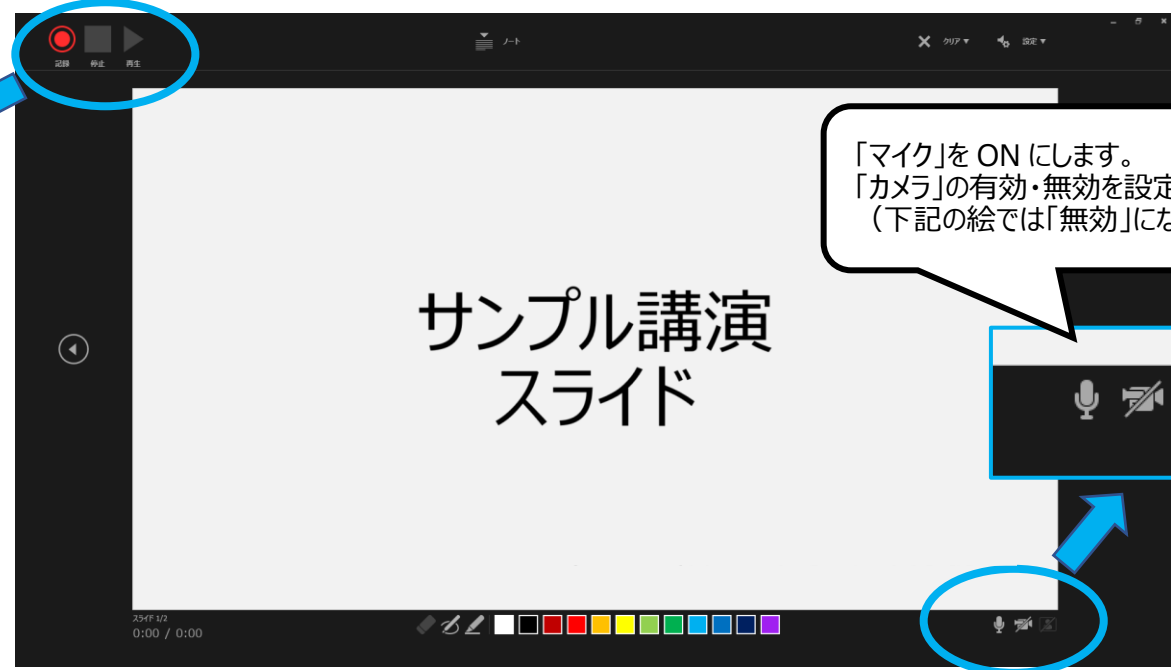 記録 停止 再生
ノート
クリア 設定
「マイク」を ON にします。
「カメラ」の有効・無効を設定
（下記の絵では「無効」にな
サンプル講演
スライド
スライド 1/2
0:00 / 0:00